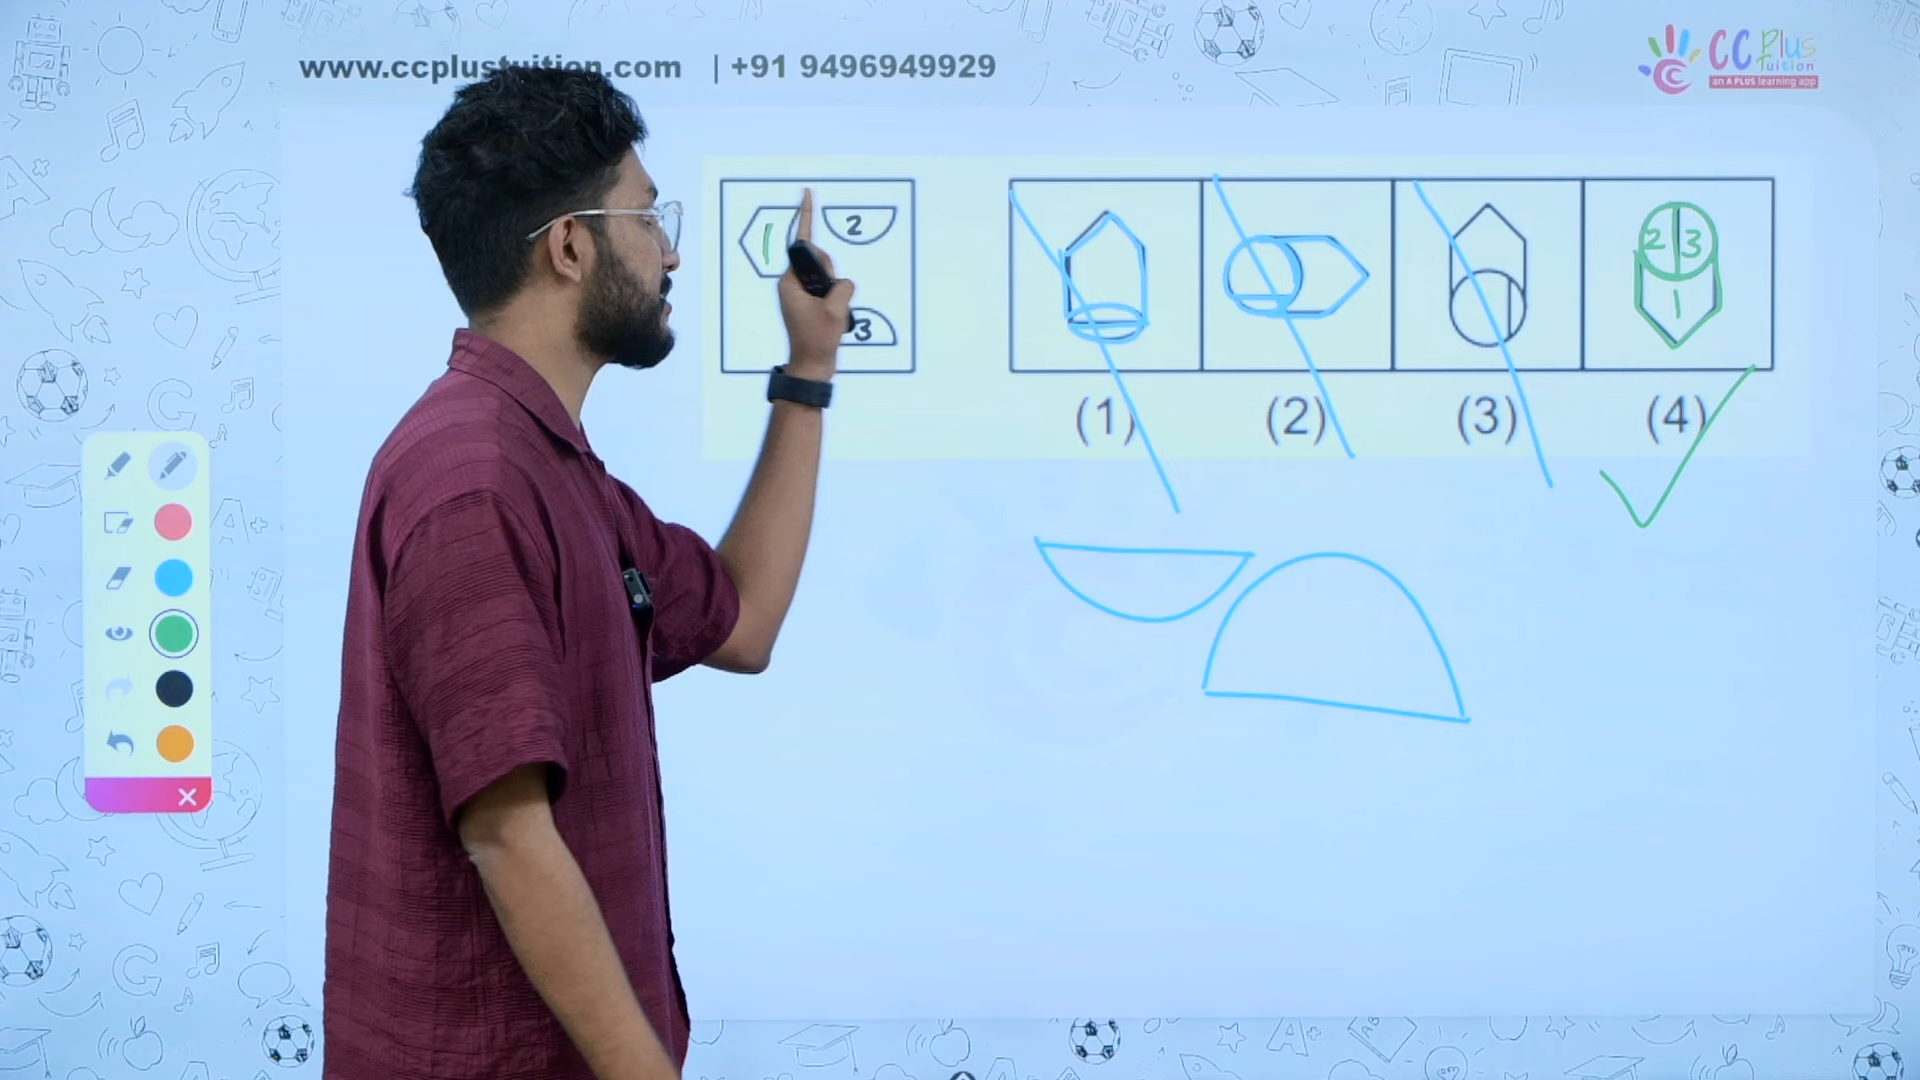 www.ccplustuition.com | +91 9496949929
CC Plus
Tuition
an A PLUS learning app
1 2
3
2 3
1
(1) (2) (3) (4)